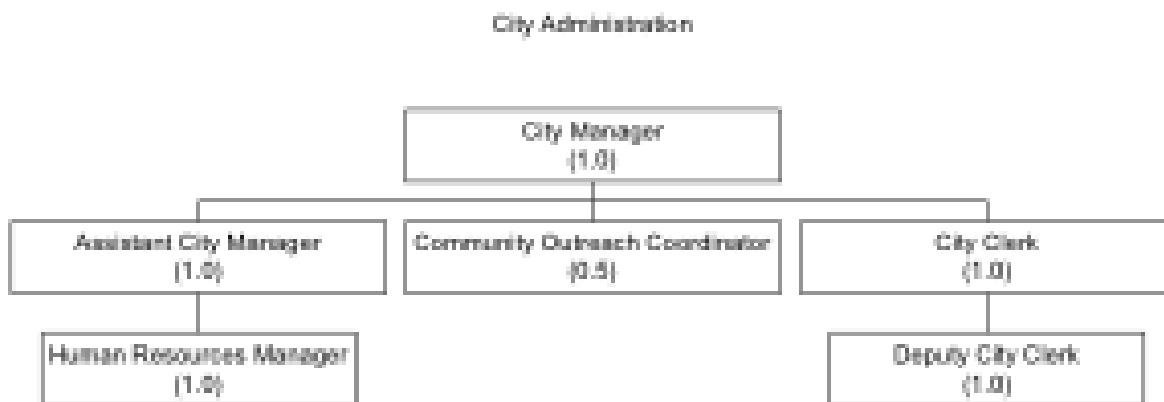 City Administration
City Manager
(1.0)
Assistant City Manager
(1.0)
Community Outreach Coordinator
(0.5)
City Clerk
(1.0)
Human Resources Manager
(1.0)
Deputy City Clerk
(1.0)